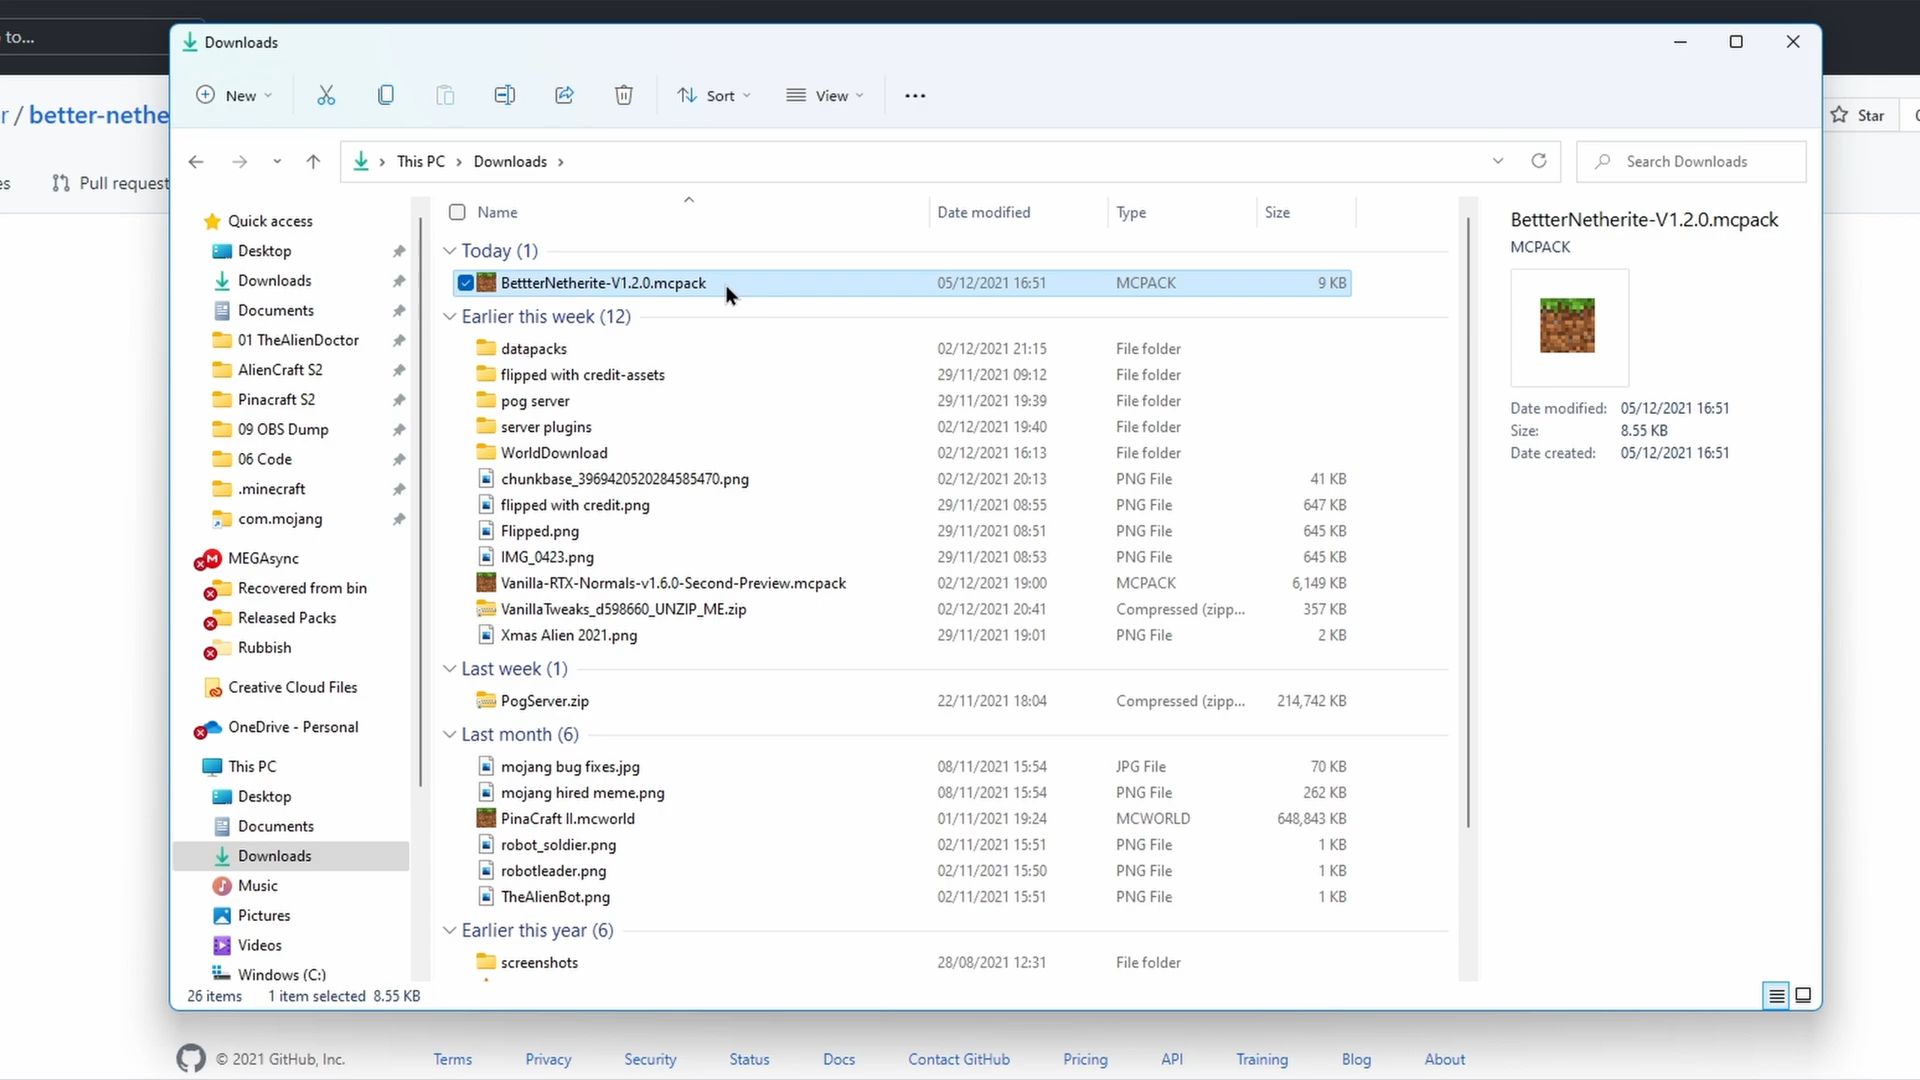 to...
Downloads
New
Sort
View
r / better-nethe
Star
This PC > Downloads >
Search Downloads
es
Pull request
Name
Date modified
Type
Size
BettterNetherite-V1.2.0.mcpack
MCPACK
Date modified: 05/12/2021 16:51
Size: 8.55 KB
Date created: 05/12/2021 16:51
Quick access
Desktop
Downloads
Documents
01 TheAlienDoctor
AlienCraft S2
Pinacraft S2
09 OBS Dump
06 Code
.minecraft
com.mojang
MEGAsync
Recovered from bin
Released Packs
Rubbish
Creative Cloud Files
OneDrive - Personal
This PC
Desktop
Documents
Downloads
Music
Pictures
Videos
Windows (C:)
Today (1)
BettterNetherite-V1.2.0.mcpack 05/12/2021 16:51 MCPACK 9 KB
Earlier this week (12)
datapacks 02/12/2021 21:15 File folder
flipped with credit-assets 29/11/2021 09:12 File folder
pog server 29/11/2021 19:39 File folder
server plugins 02/12/2021 19:40 File folder
WorldDownload 02/12/2021 16:13 File folder
chunkbase_3969420520284585470.png 02/12/2021 20:13 PNG File 41 KB
flipped with credit.png 29/11/2021 08:55 PNG File 647 KB
Flipped.png 29/11/2021 08:51 PNG File 645 KB
IMG_0423.png 29/11/2021 08:53 PNG File 645 KB
Vanilla-RTX-Normals-v1.6.0-Second-Preview.mcpack 02/12/2021 19:00 MCPACK 6,149 KB
VanillaTweaks_d598660_UNZIP_ME.zip 02/12/2021 20:41 Compressed (zipp... 357 KB
Xmas Alien 2021.png 29/11/2021 19:01 PNG File 2 KB
Last week (1)
PogServer.zip 22/11/2021 18:04 Compressed (zipp... 214,742 KB
Last month (6)
mojang bug fixes.jpg 08/11/2021 15:54 JPG File 70 KB
mojang hired meme.png 08/11/2021 15:54 PNG File 262 KB
PinaCraft II.mcworld 01/11/2021 19:24 MCWORLD 648,843 KB
robot_soldier.png 02/11/2021 15:51 PNG File 1 KB
robotleader.png 02/11/2021 15:50 PNG File 1 KB
TheAlienBot.png 02/11/2021 15:51 PNG File 1 KB
Earlier this year (6)
screenshots 28/08/2021 12:31 File folder
26 items 1 item selected 8.55 KB
© 2021 GitHub, Inc. Terms Privacy Security Status Docs Contact GitHub Pricing API Training Blog About